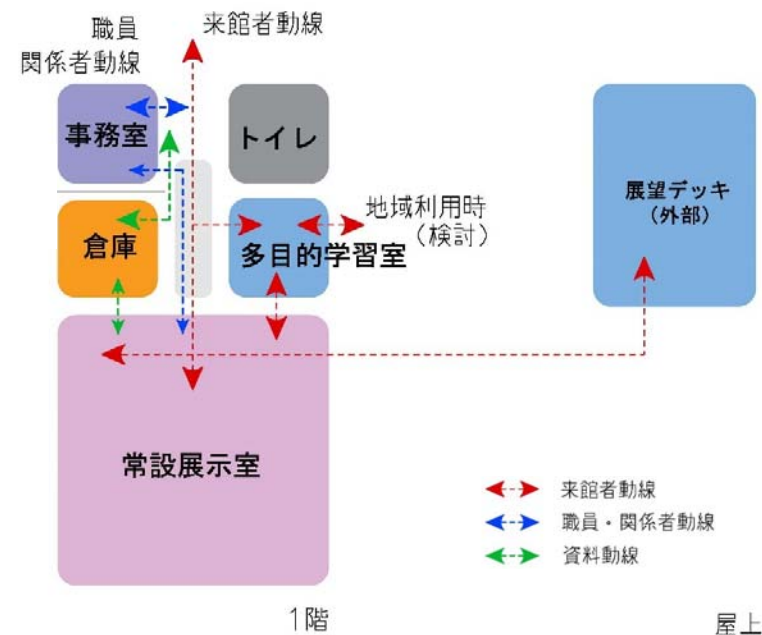 職員
関係者動線
来館者動線
事務室
トイレ
展望デッキ
（外部）
倉庫
多目的学習室
地域利用時
（検討）
常設展示室
来館者動線
職員・関係者動線
資料動線
1階
屋上